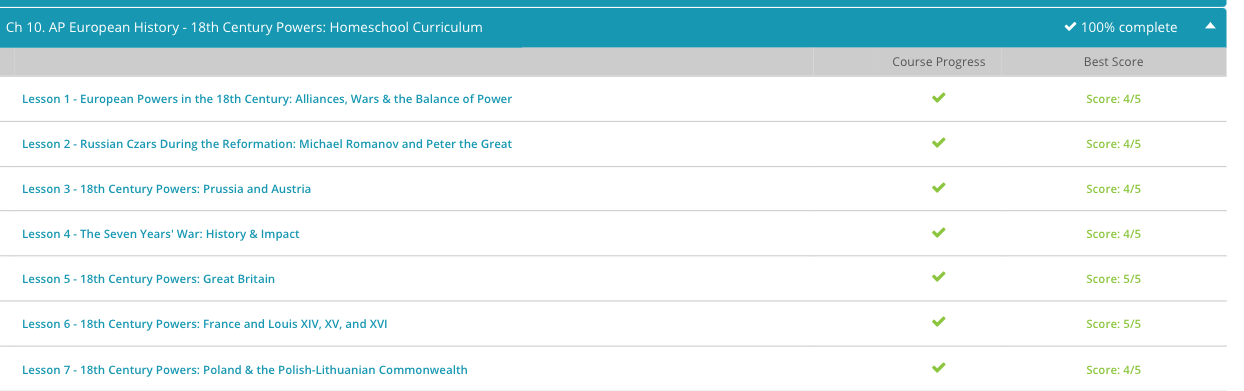 Ch 10. AP European History - 18th Century Powers: Homeschool Curriculum 100% complete
Course Progress Best Score
Lesson 1 - European Powers in the 18th Century: Alliances, Wars & the Balance of Power Score: 4/5
Lesson 2 - Russian Czars During the Reformation: Michael Romanov and Peter the Great Score: 4/5
Lesson 3 - 18th Century Powers: Prussia and Austria Score: 4/5
Lesson 4 - The Seven Years' War: History & Impact Score: 4/5
Lesson 5 - 18th Century Powers: Great Britain Score: 5/5
Lesson 6 - 18th Century Powers: France and Louis XIV, XV, and XVI Score: 5/5
Lesson 7 - 18th Century Powers: Poland & the Polish-Lithuanian Commonwealth Score: 4/5